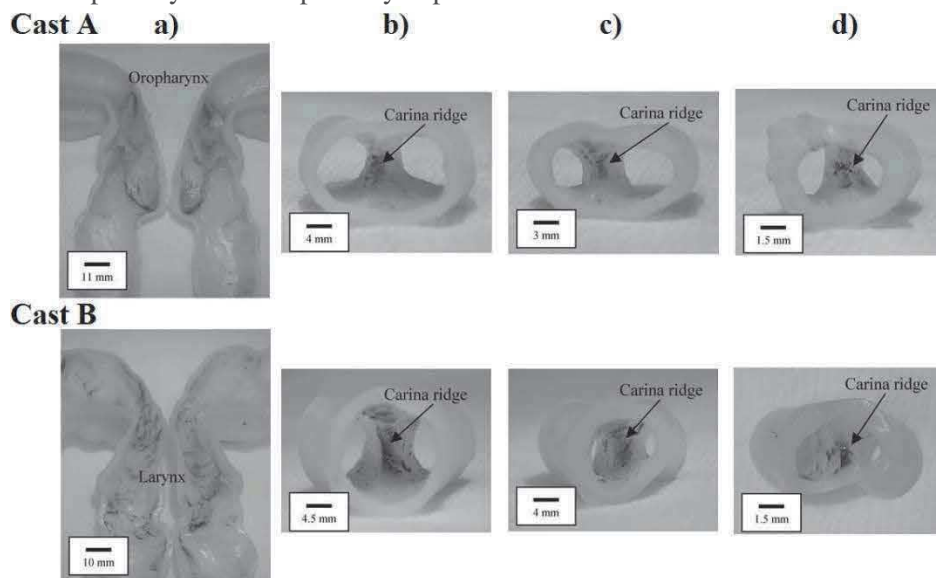 Cast A a) b) c) d)
Oropharynx
11 mm
Carina ridge
4 mm
Carina ridge
3 mm
Carina ridge
1.5 mm
Cast B
Larynx
10 mm
Carina ridge
4.5 mm
Carina ridge
4 mm
Carina ridge
1.5 mm